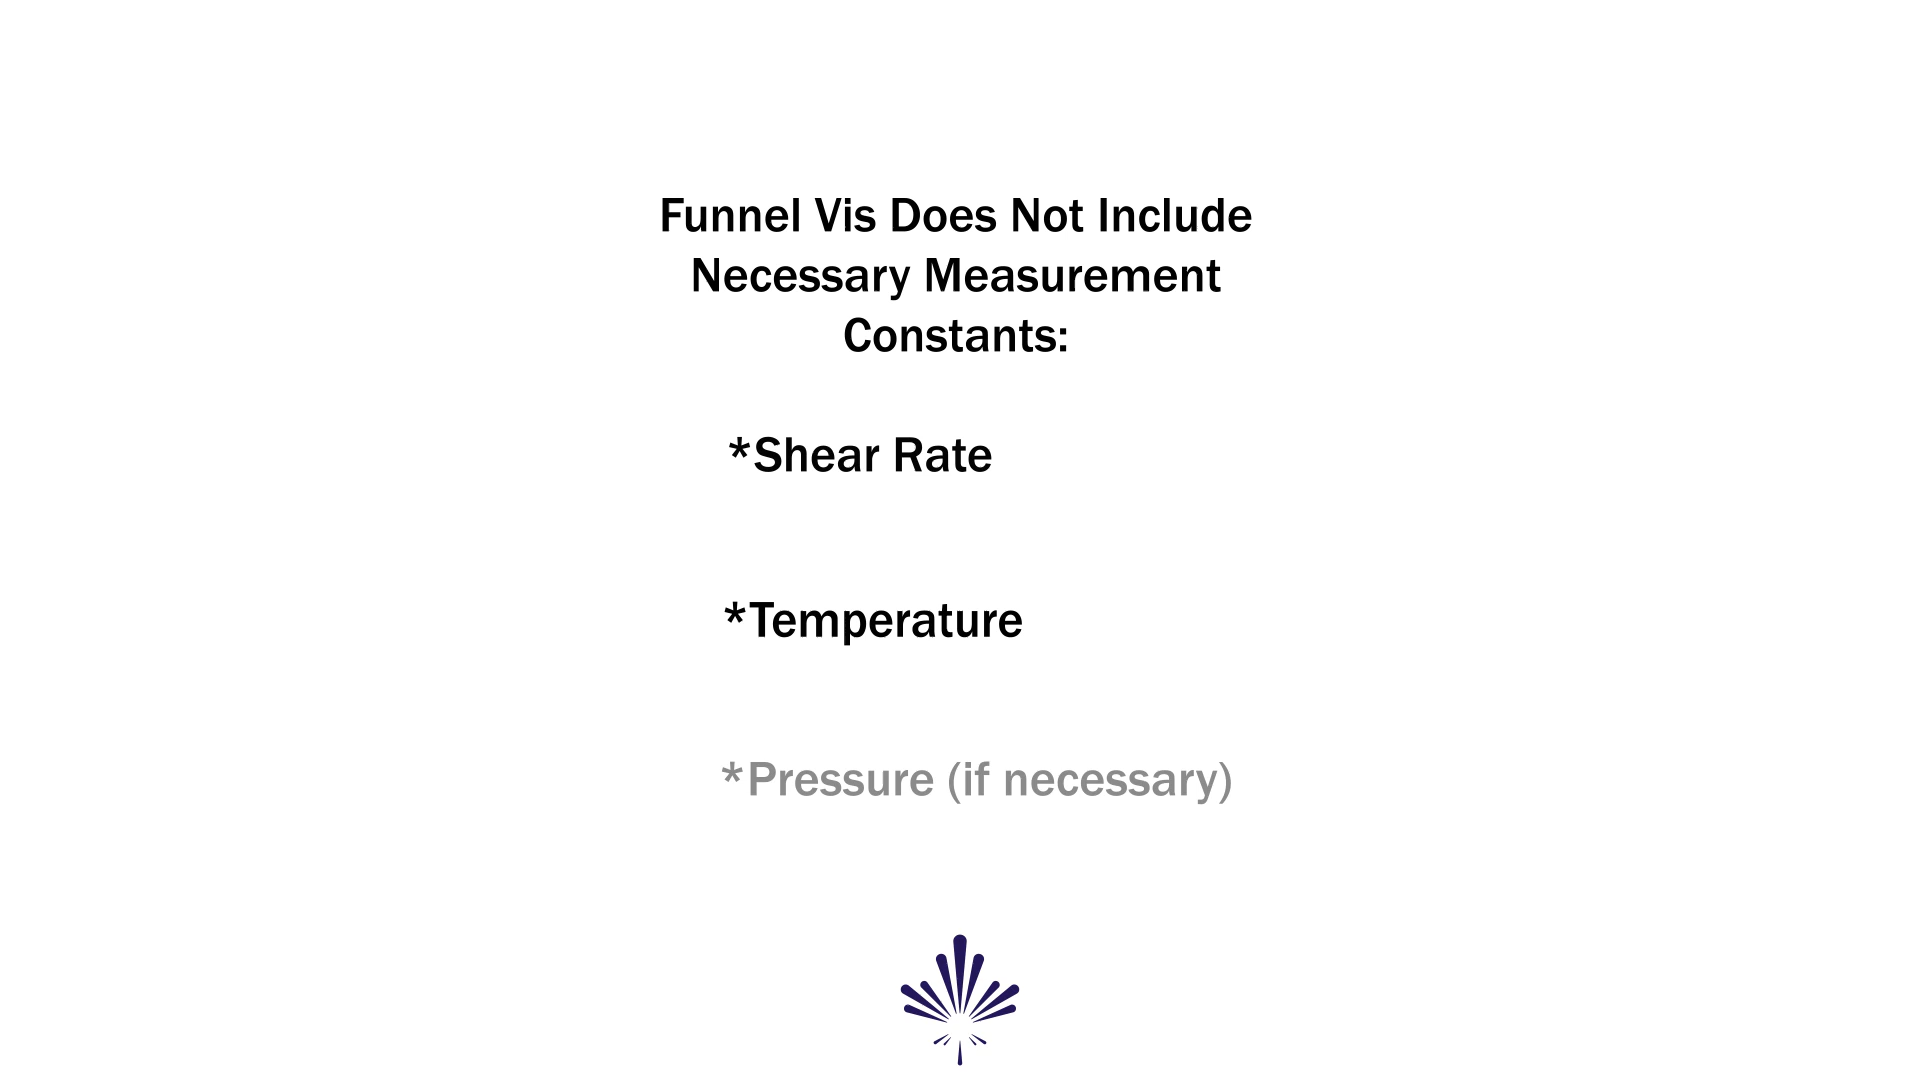 Funnel Vis Does Not Include
Necessary Measurement
Constants:
*Shear Rate
*Temperature
*Pressure (if necessary)